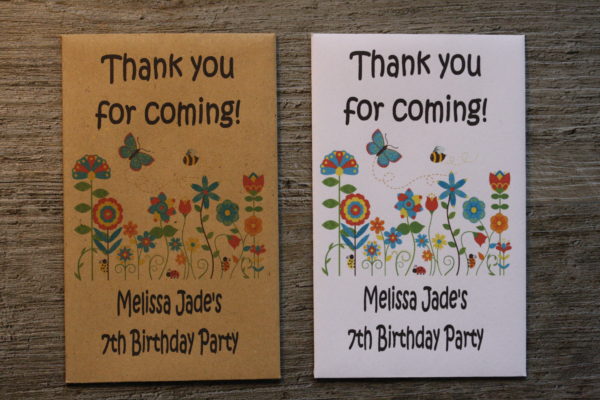 Thank you
for coming!
Melissa Jade's
7th Birthday Party
Thank you
for coming!
Melissa Jade's
7th Birthday Party